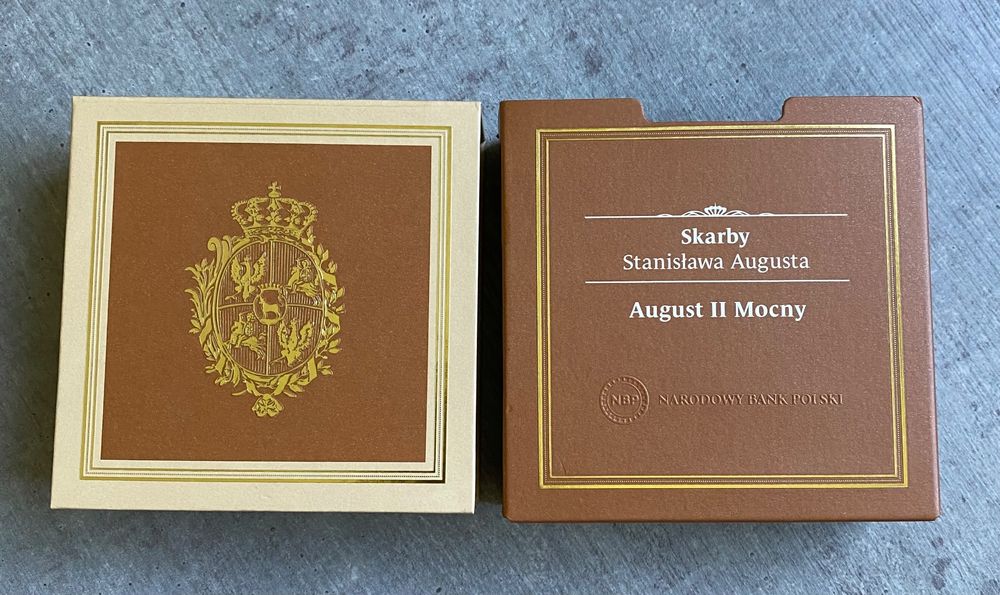 Skarby
Stanisława Augusta
August II Mocny
NBP NARODOWY BANK POLSKI